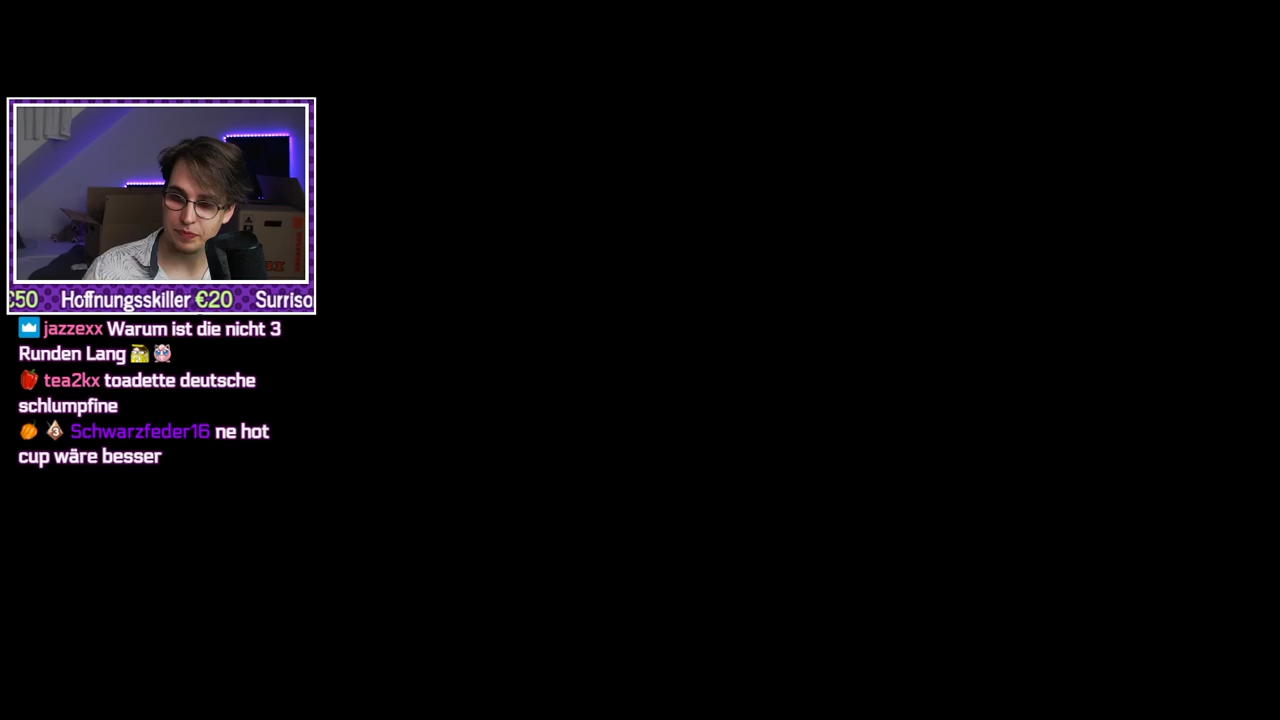 €50 Hoffnungsskiller €20 Surriso
jazzexx Warum ist die nicht 3
Runden Lang
tea2kx toadette deutsche
schlumpfine
3 Schwarzfeder16 ne hot
cup wäre besser